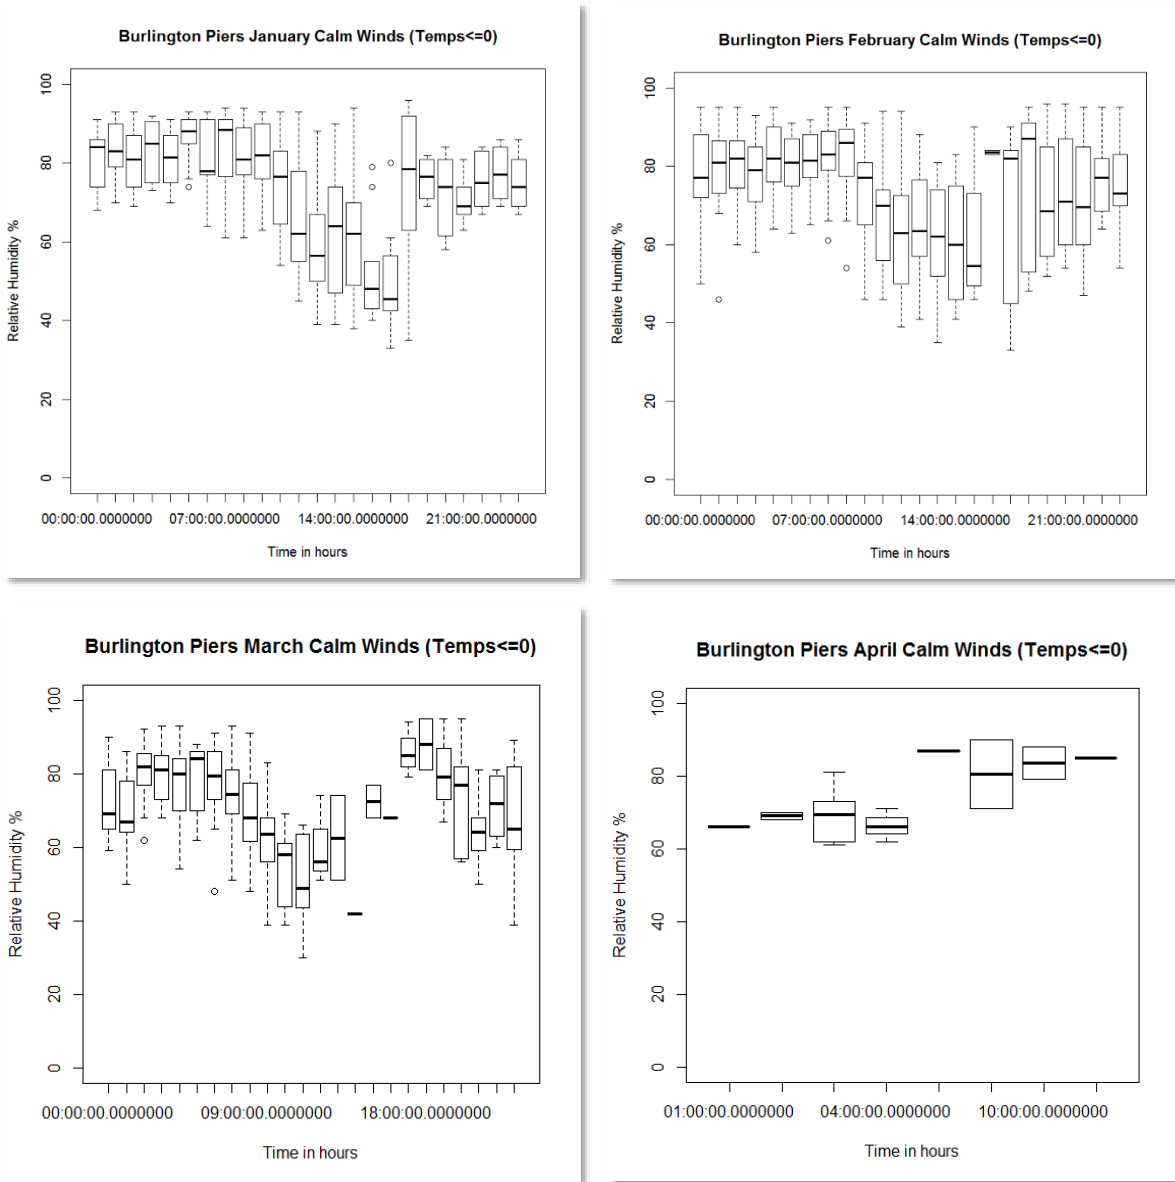 Burlington Piers January Calm Winds (Temps<=0)
Relative Humidity %
100
80
60
40
20
0
00:00:00.0000000 07:00:00.0000000 14:00:00.0000000 21:00:00.0000000
Time in hours
Burlington Piers February Calm Winds (Temps<=0)
Relative Humidity %
100
80
60
40
20
0
00:00:00.0000000 07:00:00.0000000 14:00:00.0000000 21:00:00.0000000
Time in hours
Burlington Piers March Calm Winds (Temps<=0)
Relative Humidity %
100
80
60
40
20
0
00:00:00.0000000 09:00:00.0000000 18:00:00.0000000
Time in hours
Burlington Piers April Calm Winds (Temps<=0)
Relative Humidity %
100
80
60
40
20
0
01:00:00.0000000 04:00:00.0000000 10:00:00.0000000
Time in hours